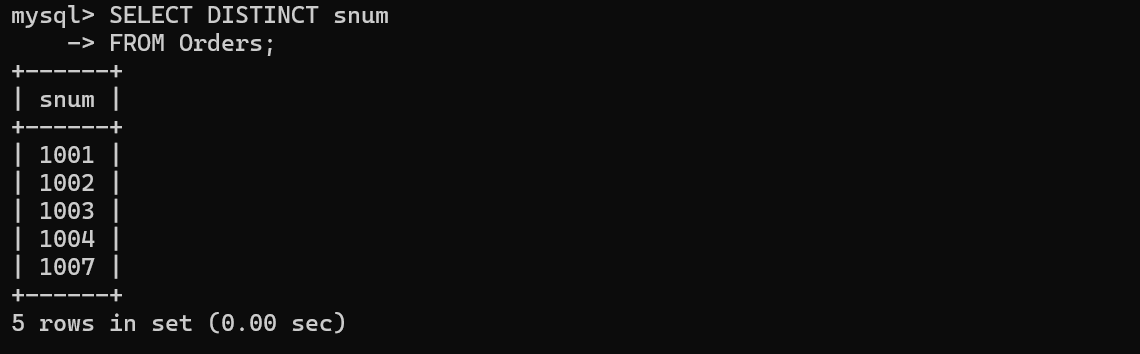 mysql> SELECT DISTINCT snum
    -> FROM Orders;
+------+
| snum |
+------+
| 1001 |
| 1002 |
| 1003 |
| 1004 |
| 1007 |
+------+
5 rows in set (0.00 sec)